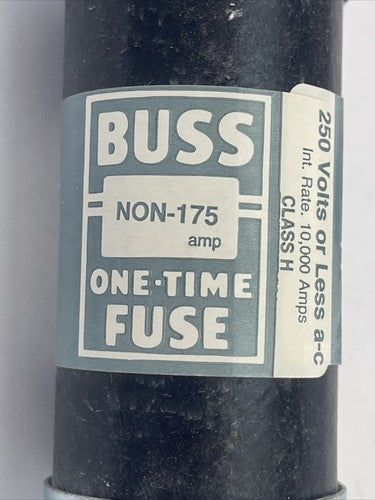 BUSS
NON-175
amp
ONE-TIME
FUSE
250 Volts or Less a-c
Int. Rate. 10,000 Amps
CLASS H